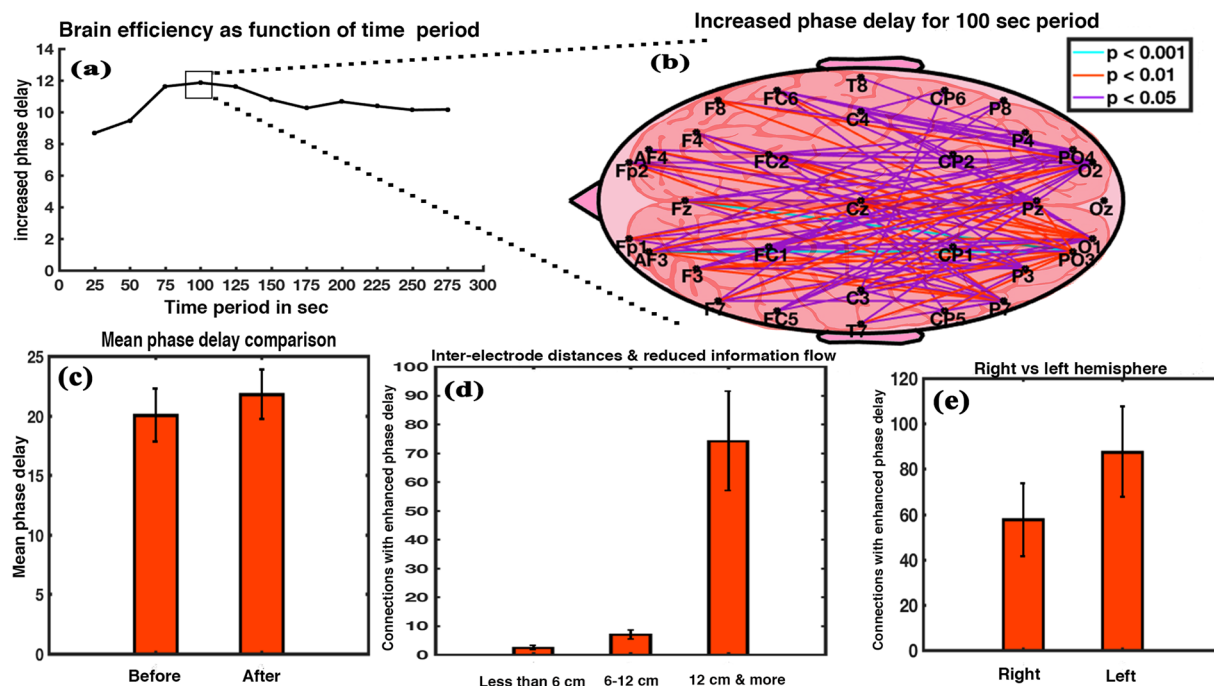 Brain efficiency as function of time period
(a)
increased phase delay
14
12
10
8
6
4
2
0
0 25 50 75 100 125 150 175 200 225 250 275 300
Time period in sec
Increased phase delay for 100 sec period
(b)
p < 0.001
p < 0.01
p < 0.05
T8
F8 FC6 CP6 P8
C4
F4 P4
AF4 FC2 CP2 PO4
Fp2 O2
Fz Cz Pz Oz
Fp1 O1
AF3 FC1 CP1 PO3
F3 P3
C3
F7 P7
FC5 T7 CP5
Mean phase delay comparison
(c)
Mean phase delay
25
20
15
10
5
0
Before After
Inter-electrode distances & reduced information flow
(d)
Connections with enhanced phase delay
100
90
80
70
60
50
40
30
20
10
0
Less than 6 cm 6-12 cm 12 cm & more
Right vs left hemisphere
(e)
Connections with enhanced phase delay
120
100
80
60
40
20
0
Right Left